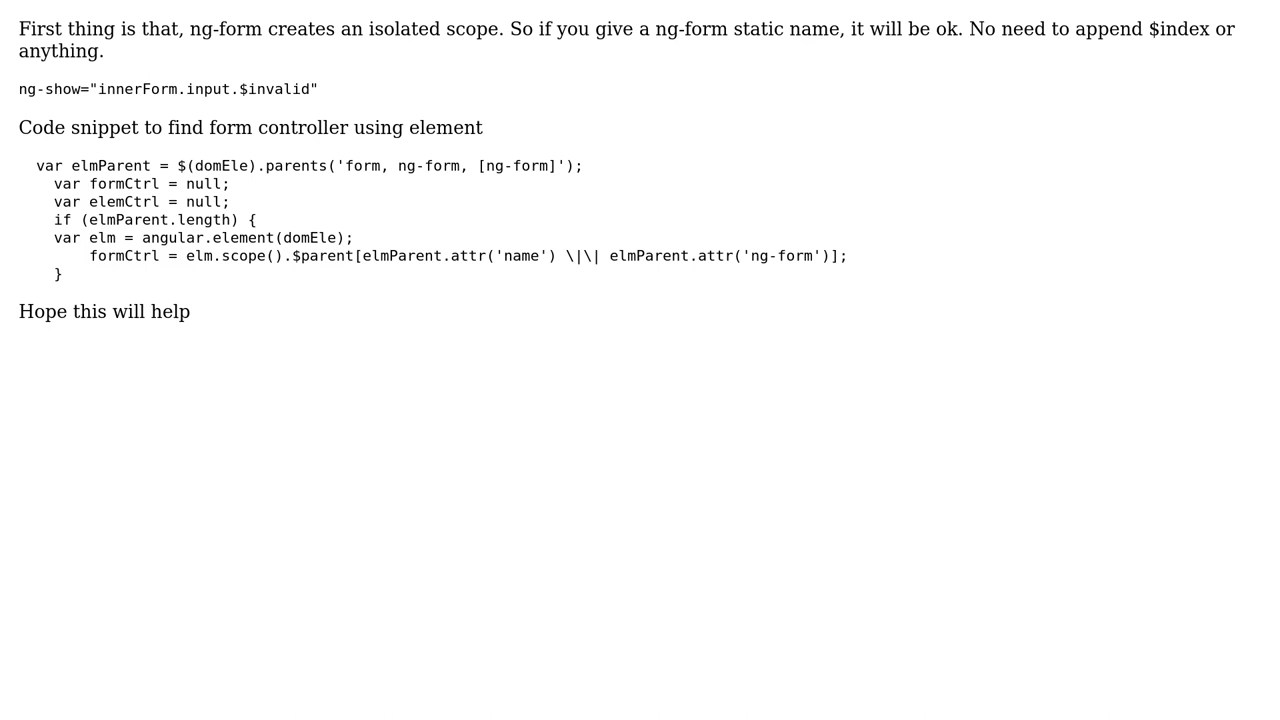 First thing is that, ng-form creates an isolated scope. So if you give a ng-form static name, it will be ok. No need to append $index or
anything.
ng-show="innerForm.input.$invalid"
Code snippet to find form controller using element
  var elmParent = $(domEle).parents('form, ng-form, [ng-form]');
    var formCtrl = null;
    var elemCtrl = null;
    if (elmParent.length) {
    var elm = angular.element(domEle);
        formCtrl = elm.scope().$parent[elmParent.attr('name') \|\| elmParent.attr('ng-form')];
    }
Hope this will help